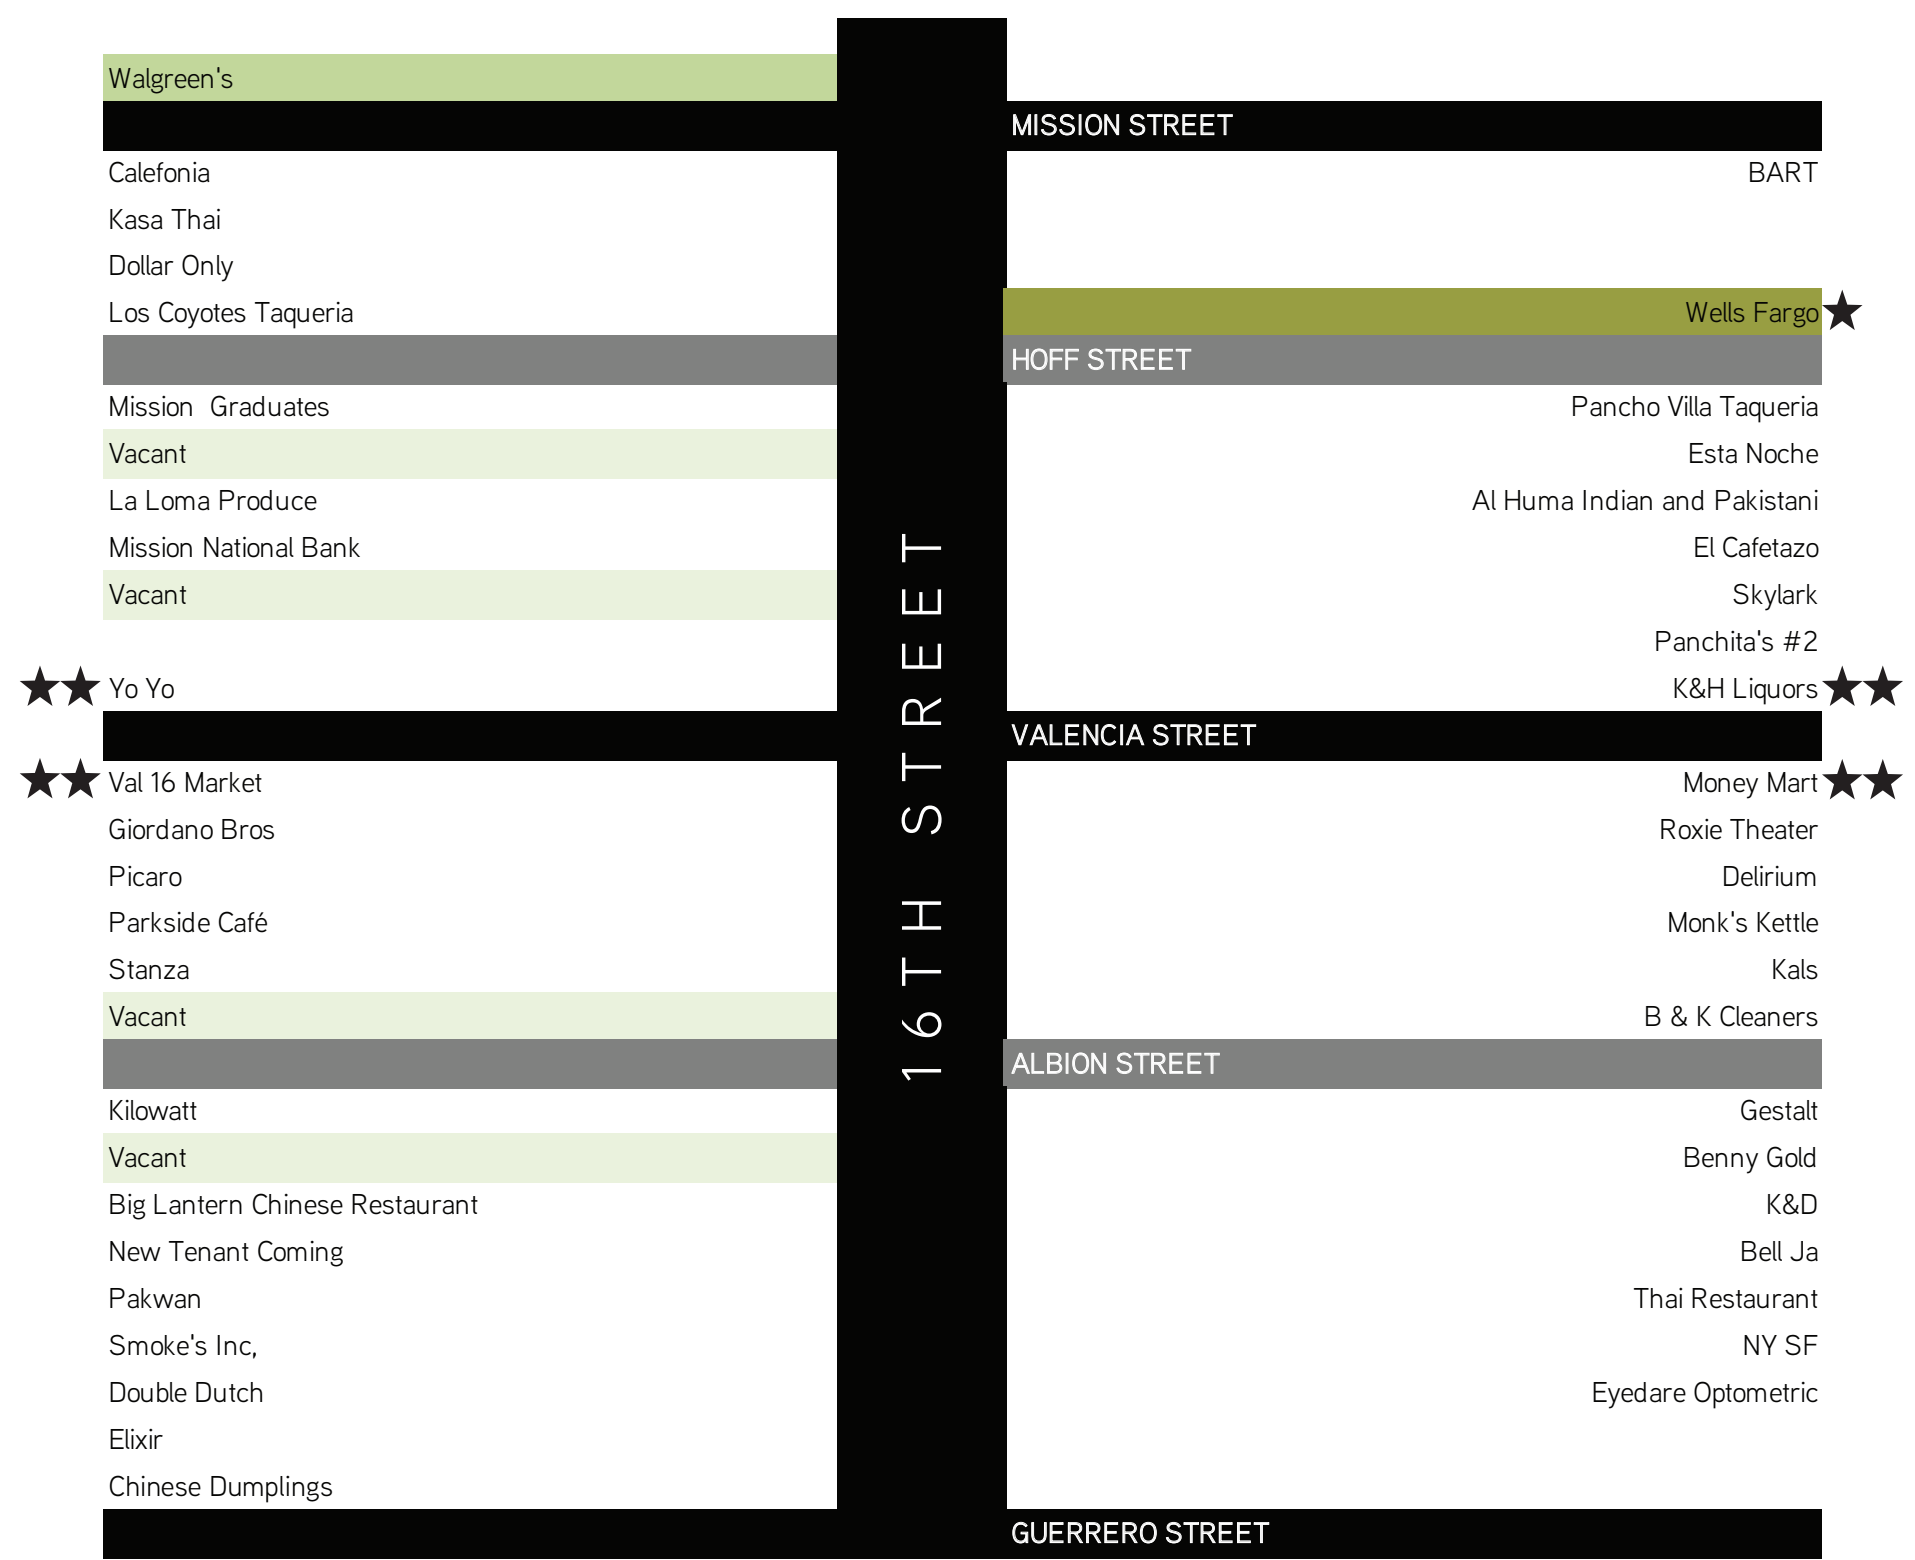 Walgreen's
MISSION STREET
Calefonia
BART
Kasa Thai
Dollar Only
Los Coyotes Taqueria
Wells Fargo
HOFF STREET
Mission Graduates
Pancho Villa Taqueria
Vacant
Esta Noche
La Loma Produce
Al Huma Indian and Pakistani
Mission National Bank
El Cafetazo
Vacant
Skylark
Panchita's #2
Yo Yo
K&H Liquors
VALENCIA STREET
Val 16 Market
Money Mart
Giordano Bros
Roxie Theater
Picaro
Delirium
Parkside Café
Monk's Kettle
Stanza
Kals
Vacant
B & K Cleaners
ALBION STREET
Kilowatt
Gestalt
Vacant
Benny Gold
Big Lantern Chinese Restaurant
K&D
New Tenant Coming
Bell Ja
Pakwan
Thai Restaurant
Smoke's Inc,
NY SF
Double Dutch
Eyedare Optometric
Elixir
Chinese Dumplings
GUERRERO STREET
16TH STREET